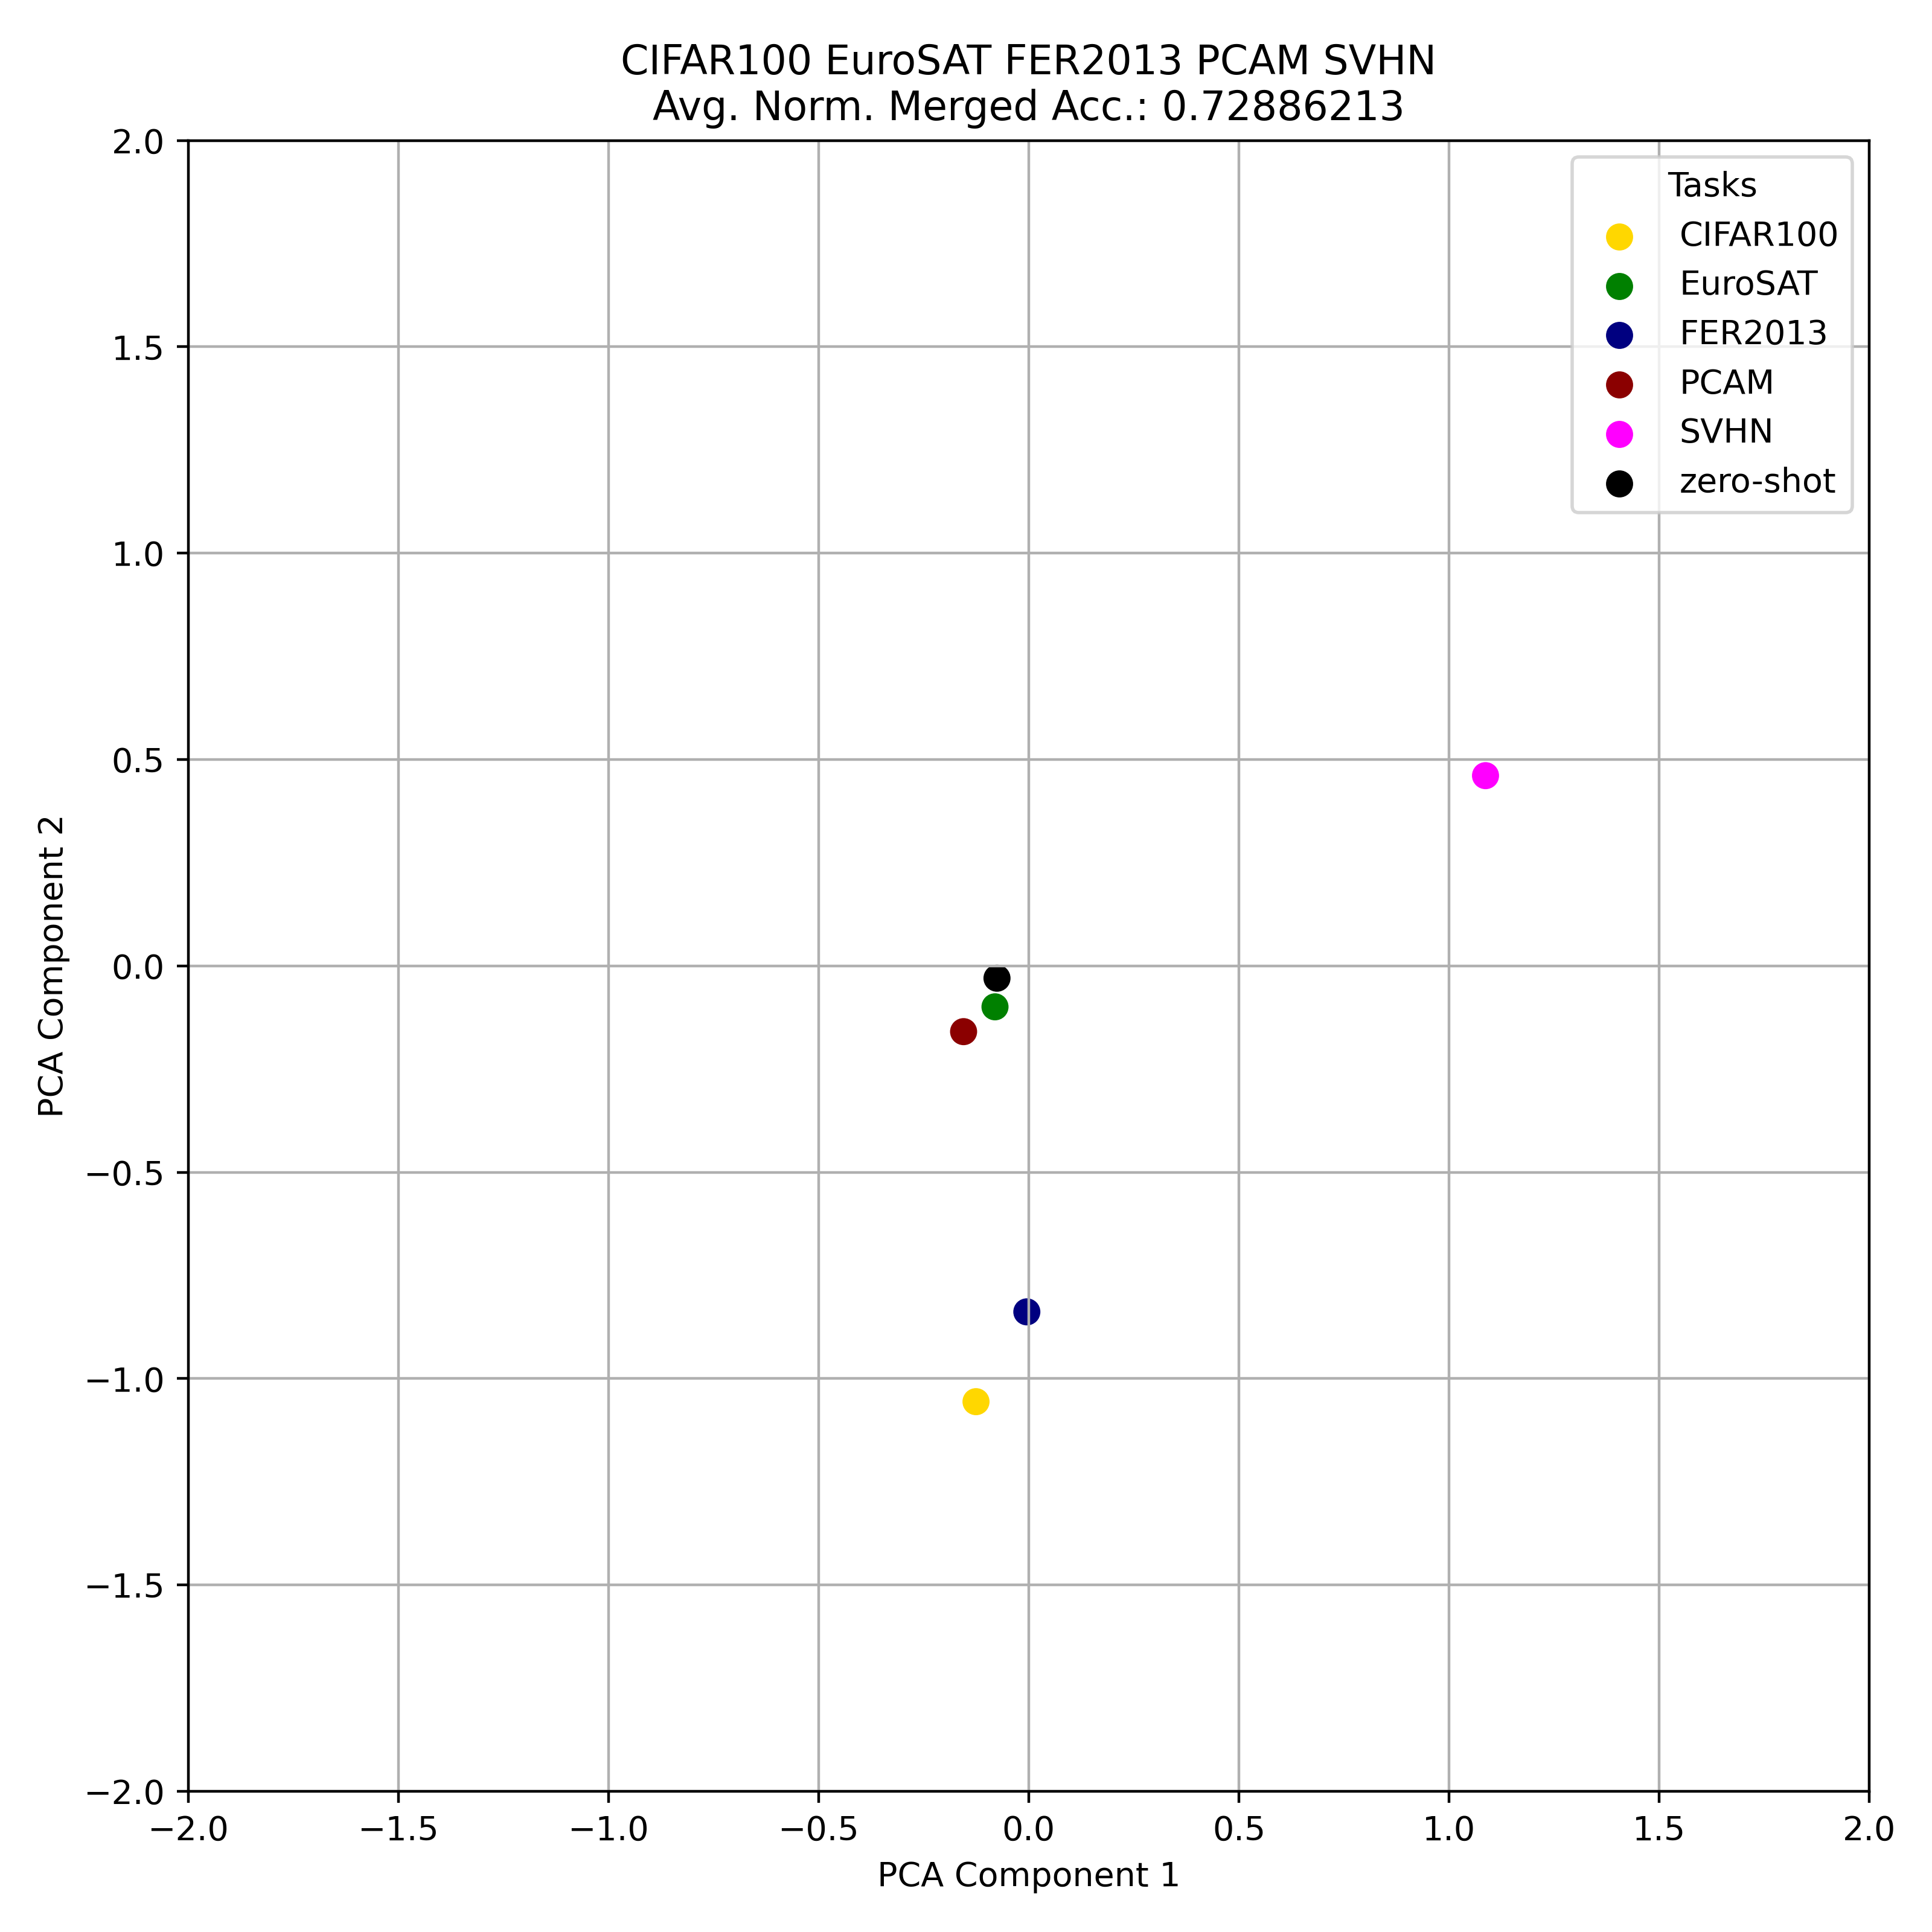 CIFAR100 EuroSAT FER2013 PCAM SVHN
Avg. Norm. Merged Acc.: 0.72886213
Tasks
CIFAR100
EuroSAT
FER2013
PCAM
SVHN
zero-shot
PCA Component 2
2.0
1.5
1.0
0.5
0.0
−0.5
−1.0
−1.5
−2.0
−2.0 −1.5 −1.0 −0.5 0.0 0.5 1.0 1.5 2.0
PCA Component 1